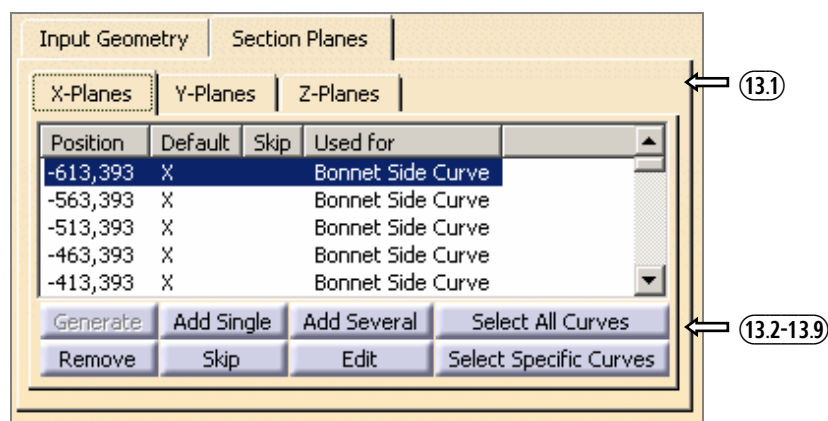 Input Geometry Section Planes
X-Planes Y-Planes Z-Planes
13.1
Position Default Skip Used for
-613,393 X Bonnet Side Curve
-563,393 X Bonnet Side Curve
-513,393 X Bonnet Side Curve
-463,393 X Bonnet Side Curve
-413,393 X Bonnet Side Curve
Generate Add Single Add Several Select All Curves
13.2-13.9
Remove Skip Edit Select Specific Curves